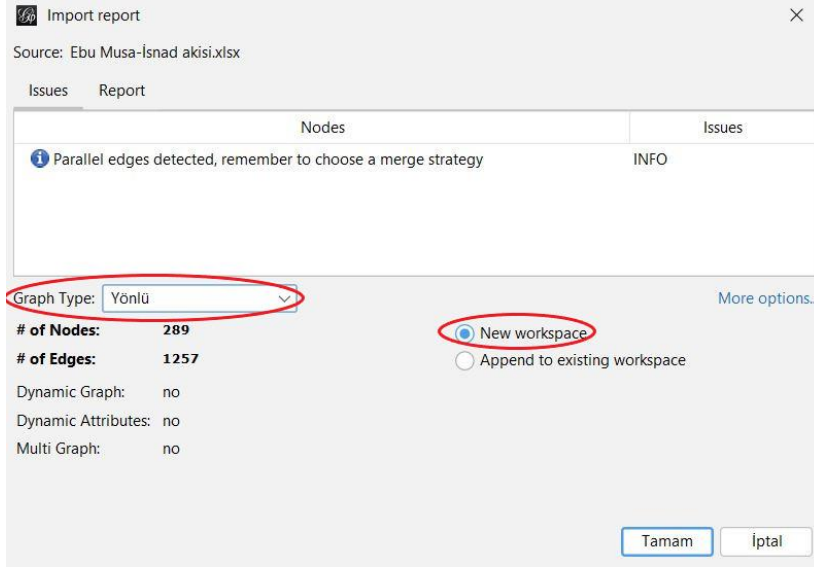 Import report
Source: Ebu Musa-İsnad akisi.xlsx
Issues Report
Nodes Issues
Parallel edges detected, remember to choose a merge strategy INFO
Graph Type: Yönlü More options..
# of Nodes: 289 New workspace
# of Edges: 1257 Append to existing workspace
Dynamic Graph: no
Dynamic Attributes: no
Multi Graph: no
Tamam İptal